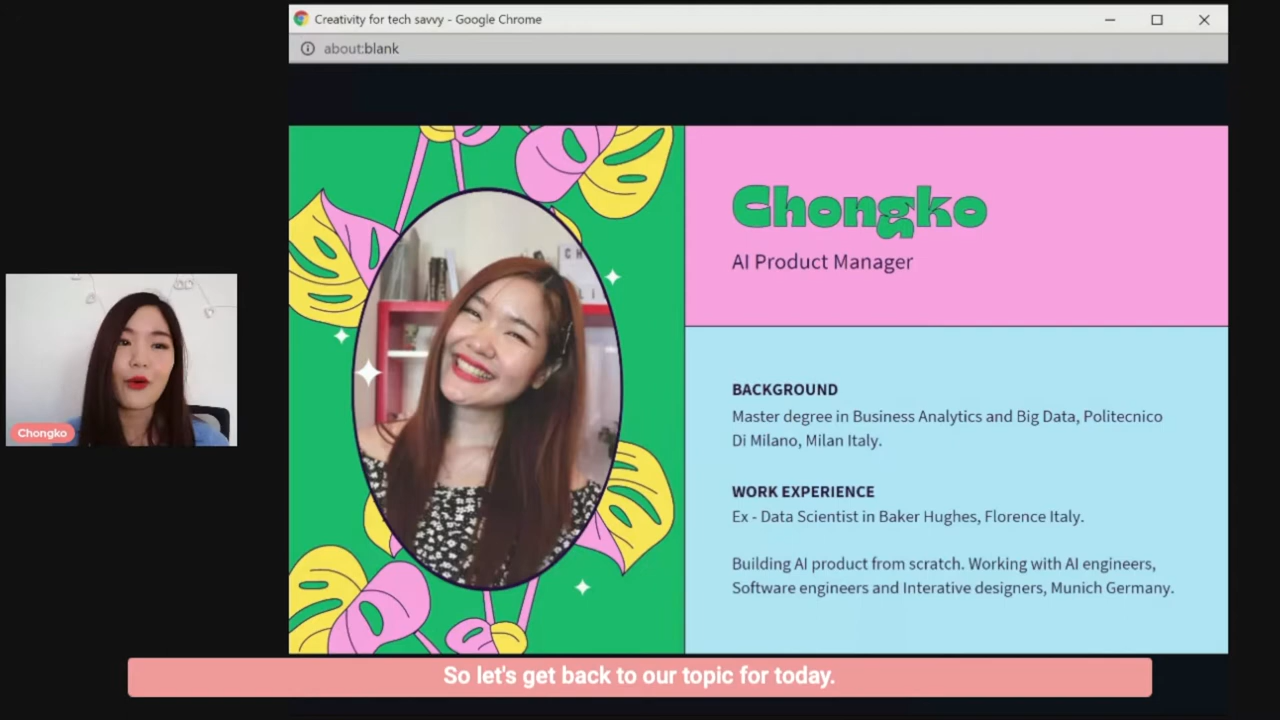 Creativity for tech savvy - Google Chrome
about:blank
Chongko
AI Product Manager
BACKGROUND
Master degree in Business Analytics and Big Data, Politecnico
Di Milano, Milan Italy.
WORK EXPERIENCE
Ex - Data Scientist in Baker Hughes, Florence Italy.
Building AI product from scratch. Working with AI engineers,
Software engineers and Interative designers, Munich Germany.
Chongko
So let's get back to our topic for today.